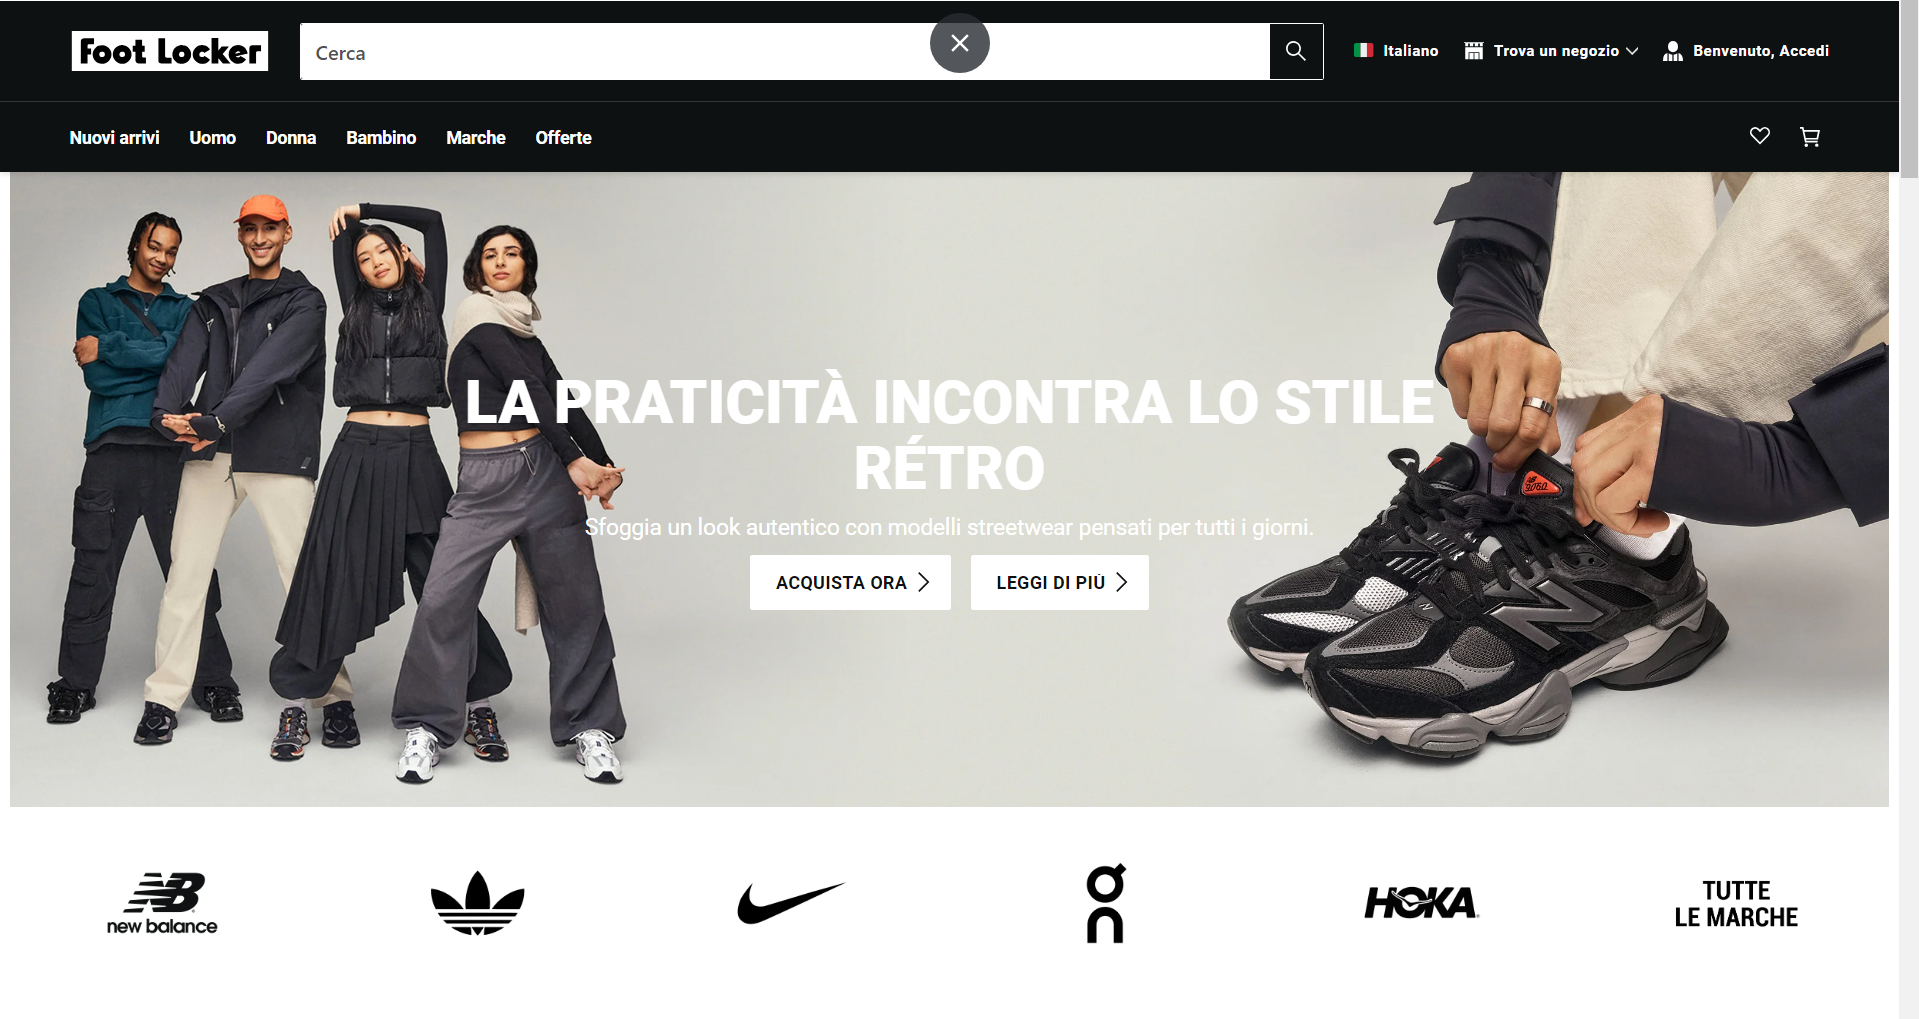 Foot Locker
Cerca
Italiano
Trova un negozio
Benvenuto, Accedi
Nuovi arrivi
Uomo
Donna
Bambino
Marche
Offerte
LA PRATICITÀ INCONTRA LO STILE
RÉTRO
Sfoggia un look autentico con modelli streetwear pensati per tutti i giorni.
ACQUISTA ORA
LEGGI DI PIÙ
9060
new balance
on
HOKA
TUTTE
LE MARCHE